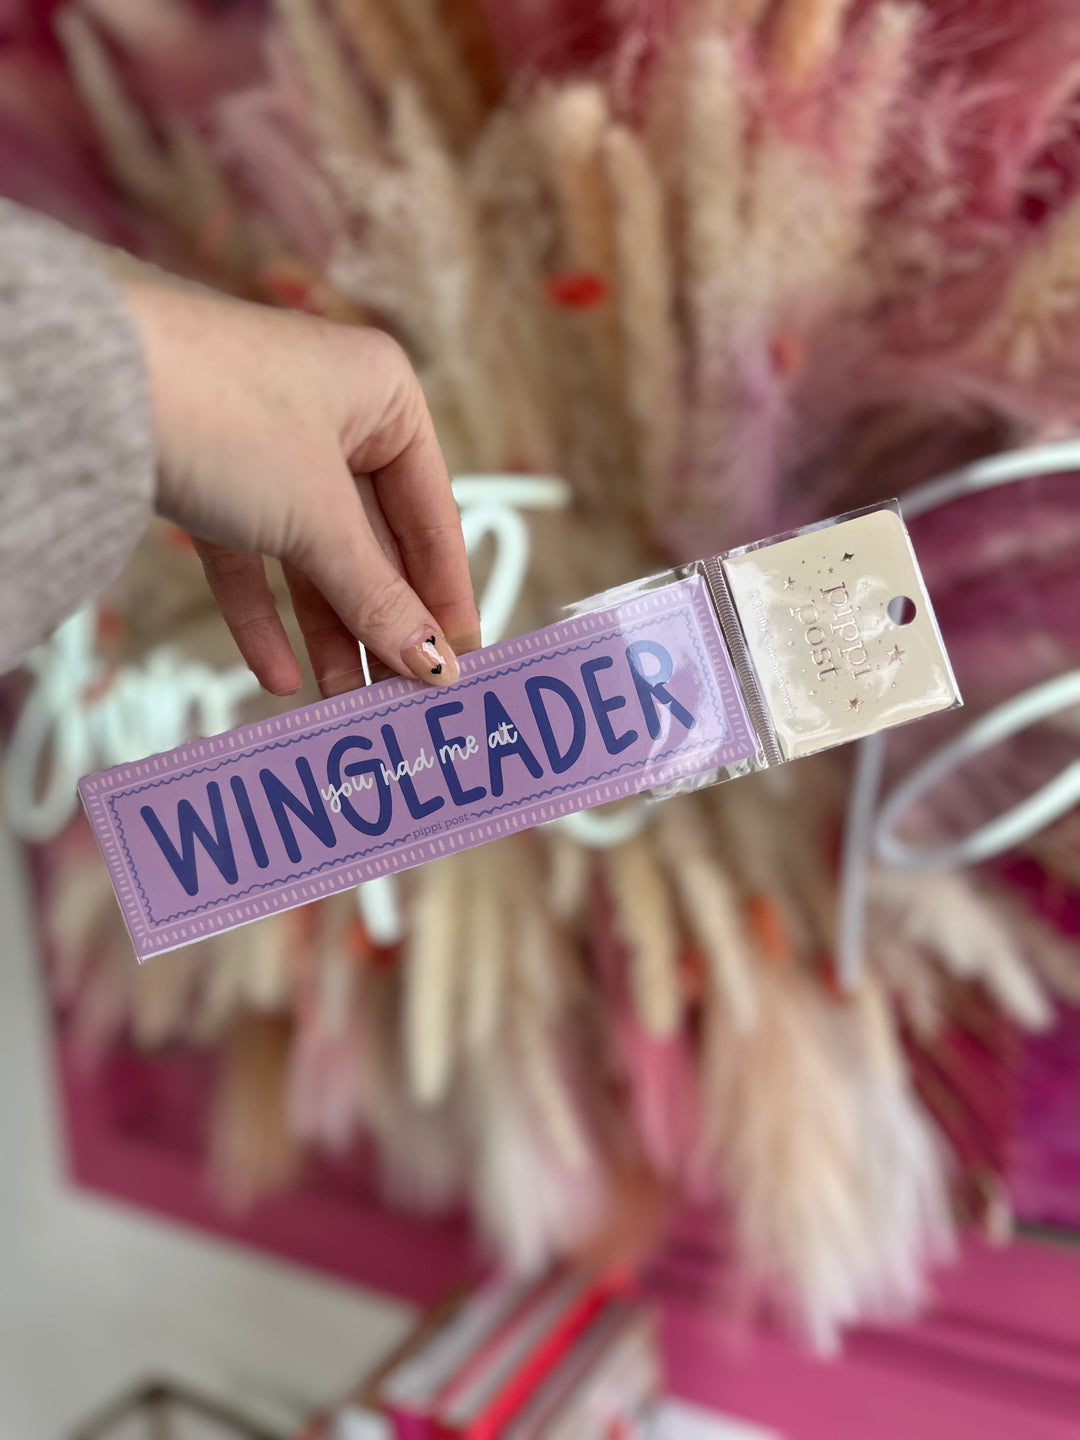 you had me at
WINGLEADER
pippi post
pippi
post